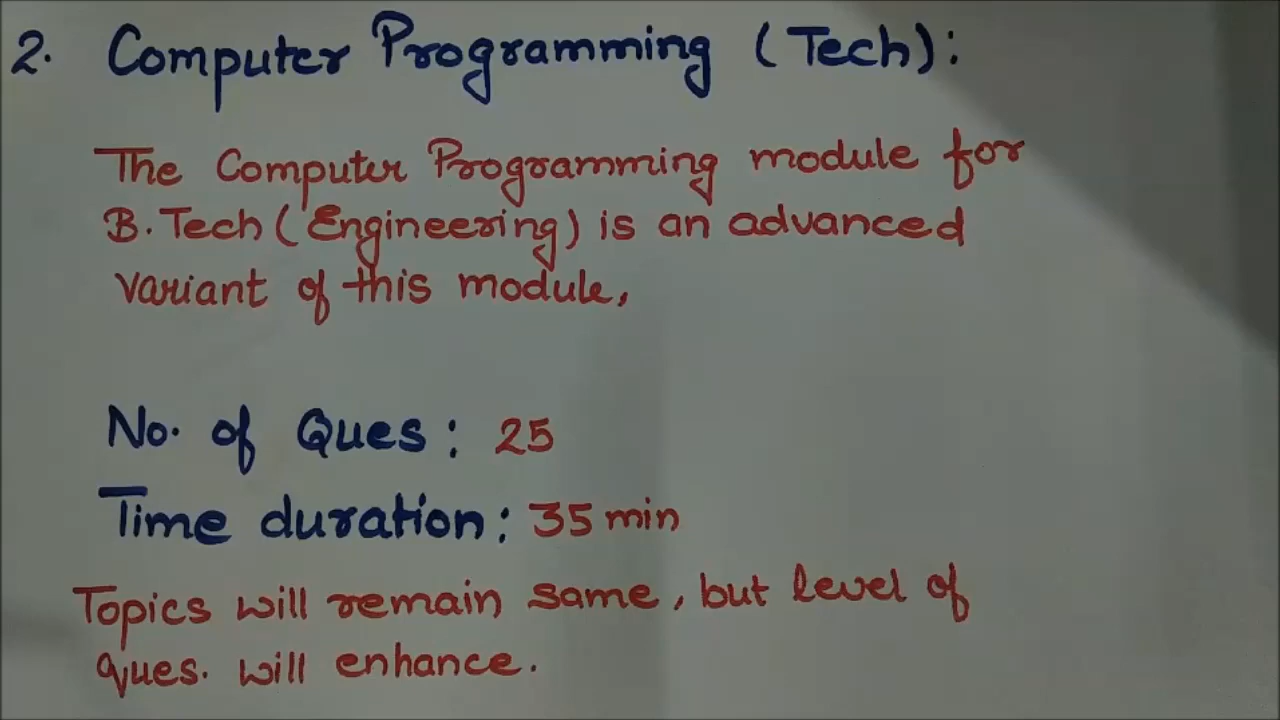 2. Computer Programming (Tech):
The Computer Programming module for
B. Tech (Engineering) is an advanced
variant of this module,
No. of Ques: 25
Time duration: 35 min
Topics will remain same, but level of
ques. will enhance.